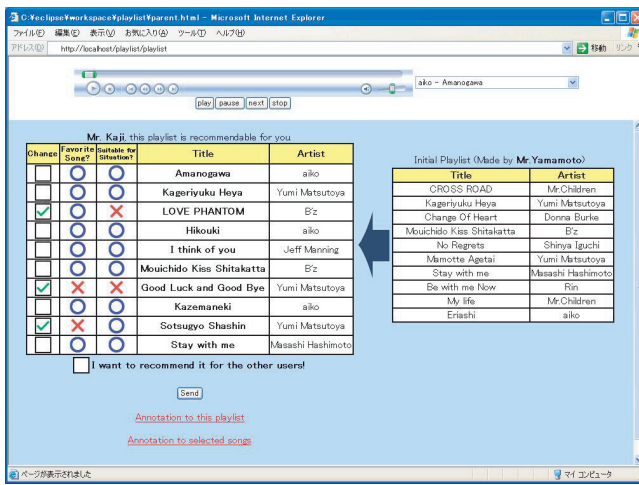 C:¥eclipse¥workspace¥playlist¥parent.html - Microsoft Internet Explorer
ファイル(F) 編集(E) 表示(V) お気に入り(A) ツール(T) ヘルプ(H)
アドレス(D) http://localhost/playlist/playlist 移動 リンク
aiko - Amanogawa
play pause next stop
Mr. Kaji, this playlist is recommendable for you
Change Favorite Song? Suitable for Situation? Title Artist
Amanogawa aiko
Kageriyuku Heya Yumi Matsutoya
LOVE PHANTOM B'z
Hikouki aiko
I think of you Jeff Manning
Mouichido Kiss Shitakatta B'z
Good Luck and Good Bye Yumi Matsutoya
Kazemaneki aiko
Sotsugyo Shashin Yumi Matsutoya
Stay with me Masashi Hashimoto
I want to recommend it for the other users!
Send
Annotation to this playlist
Annotation to selected songs
Initial Playlist (Made by Mr.Yamamoto)
Title Artist
CROSS ROAD Mr.Children
Kageriyuku Heya Yumi Matsutoya
Change Of Heart Donna Burke
Mouichido Kiss Shitakatta B'z
No Regrets Shinya Iguchi
Mamotte Agetai Yumi Matsutoya
Stay with me Masashi Hashimoto
Be with me Now Rin
My life Mr.Children
Eriashi aiko
ページが表示されました マイ コンピュータ